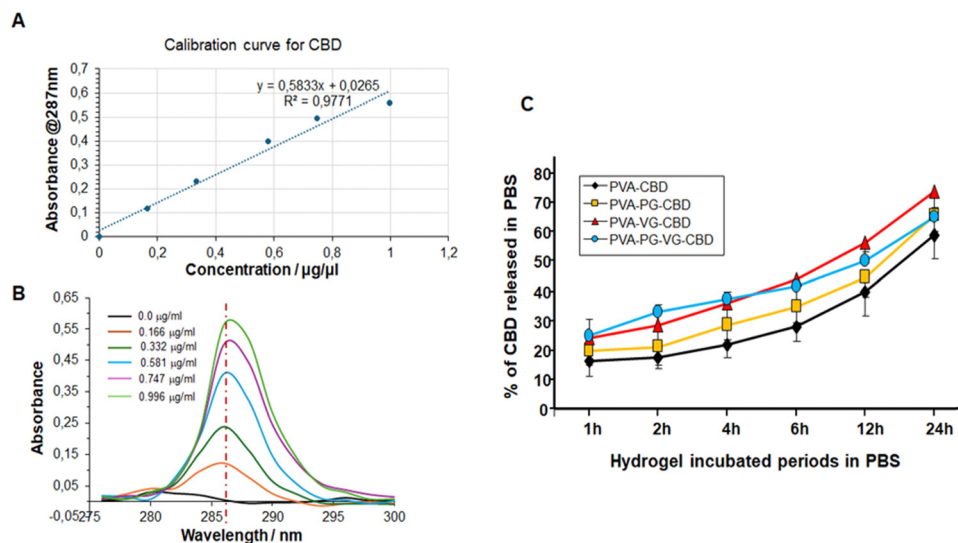 A
Calibration curve for CBD
0,7
0,6
0,5
0,4
0,3
0,2
0,1
0
y = 0,5833x + 0,0265
R² = 0,9771
Absorbance @287nm
0 0,2 0,4 0,6 0,8 1 1,2
Concentration / µg/µl
B
0,65
0,55
0,45
0,35
0,25
0,15
0,05
-0,05
0.0 µg/ml
0.166 µg/ml
0.332 µg/ml
0.581 µg/ml
0.747 µg/ml
0.996 µg/ml
Absorbance
275 280 285 290 295 300
Wavelength / nm
C
PVA-CBD
PVA-PG-CBD
PVA-VG-CBD
PVA-PG-VG-CBD
% of CBD released in PBS
80
70
60
50
40
30
20
10
0
1h 2h 4h 6h 12h 24h
Hydrogel incubated periods in PBS